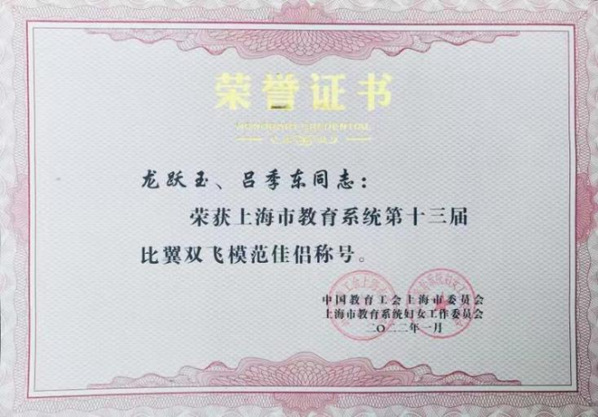 荣誉证书
龙跃玉、吕季东同志：
荣获上海市教育系统第十三届
比翼双飞模范佳侣称号。
中国教育工会上海市委员会
上海市教育系统妇女工作委员会
二〇二二年一月